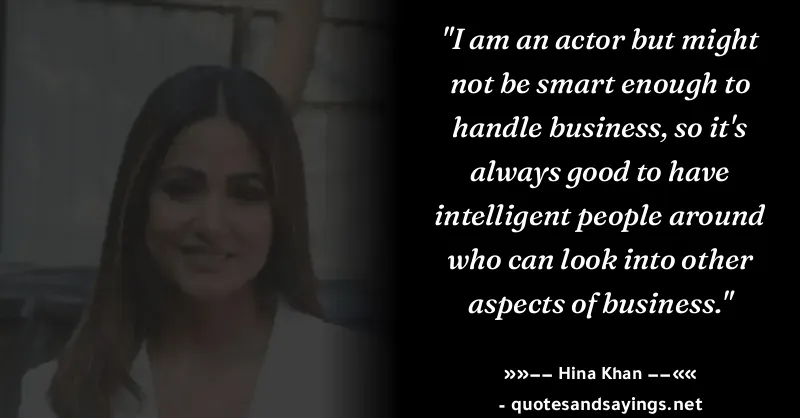 "I am an actor but might
not be smart enough to
handle business, so it's
always good to have
intelligent people around
who can look into other
aspects of business."
»»−− Hina Khan −−««
- quotesandsayings.net